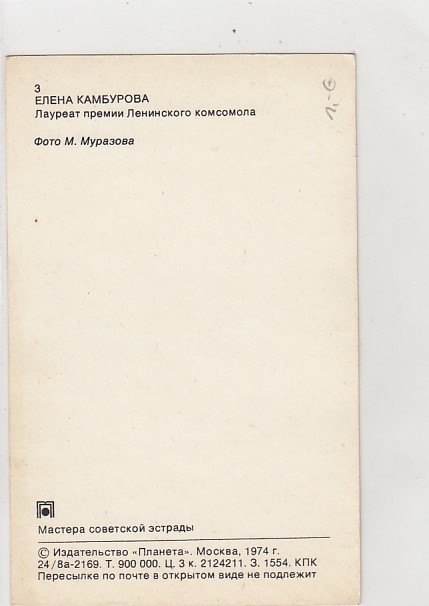 3
ЕЛЕНА КАМБУРОВА
Лауреат премии Ленинского комсомола
Фото М. Муразова
Мастера советской эстрады
© Издательство «Планета». Москва, 1974 г.
24/8а-2169. Т. 900 000. Ц. 3 к. 2124211. З. 1554. КПК
Пересылке по почте в открытом виде не подлежит